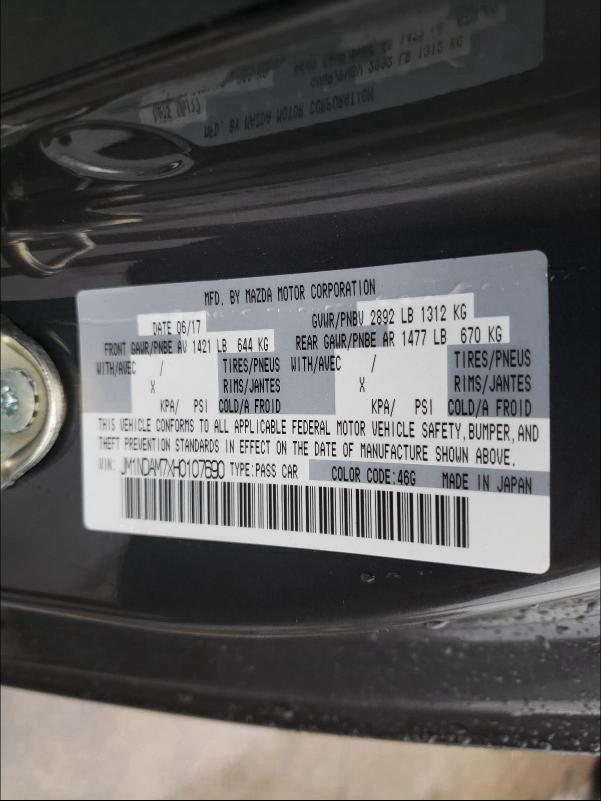 MFD. BY MAZDA MOTOR CORPORATION
DATE 06/17 GVWR/PNBV 2892 LB 1312 KG
FRONT GAWR/PNBE AV 1421 LB 644 KG REAR GAWR/PNBE AR 1477 LB 670 KG
WITH/AVEC / TIRES/PNEUS WITH/AVEC / TIRES/PNEUS
X RIMS/JANTES X RIMS/JANTES
KPA/ PSI COLD/A FROID KPA/ PSI COLD/A FROID
THIS VEHICLE CONFORMS TO ALL APPLICABLE FEDERAL MOTOR VEHICLE SAFETY, BUMPER, AND
THEFT PREVENTION STANDARDS IN EFFECT ON THE DATE OF MANUFACTURE SHOWN ABOVE.
VIN: JM1NDAM7XH0107690 TYPE:PASS CAR COLOR CODE:46G MADE IN JAPAN